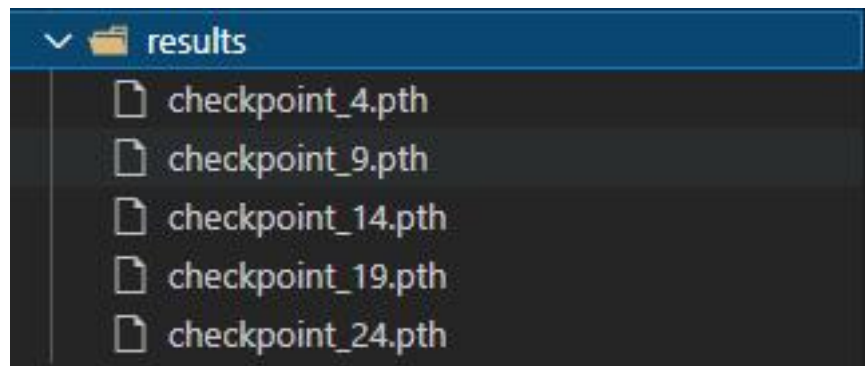 results
checkpoint_4.pth
checkpoint_9.pth
checkpoint_14.pth
checkpoint_19.pth
checkpoint_24.pth